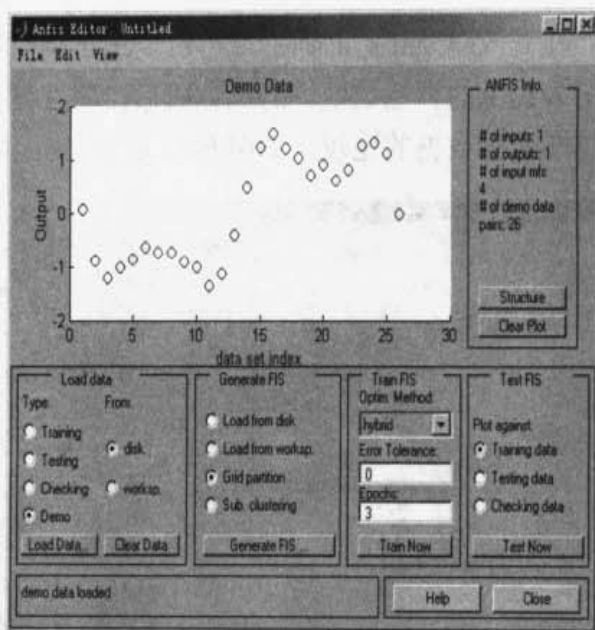 Anfis Editor: Untitled
File Edit View
Demo Data
2
1
0
-1
-2
Output
0 5 10 15 20 25 30
data set index
ANFIS Info.
# of inputs: 1
# of outputs: 1
# of input mfs:
4
# of demo data
pairs: 26
Structure
Clear Plot
Load data
Type: From:
Training
Testing
Checking
Demo
disk
worksp.
Load Data... Clear Data
Generate FIS
Load from disk
Load from worksp.
Grid partition
Sub. clustering
Generate FIS ...
Train FIS
Optim. Method:
hybrid
Error Tolerance:
0
Epochs:
3
Train Now
Test FIS
Plot against:
Training data
Testing data
Checking data
Test Now
demo data loaded
Help Close